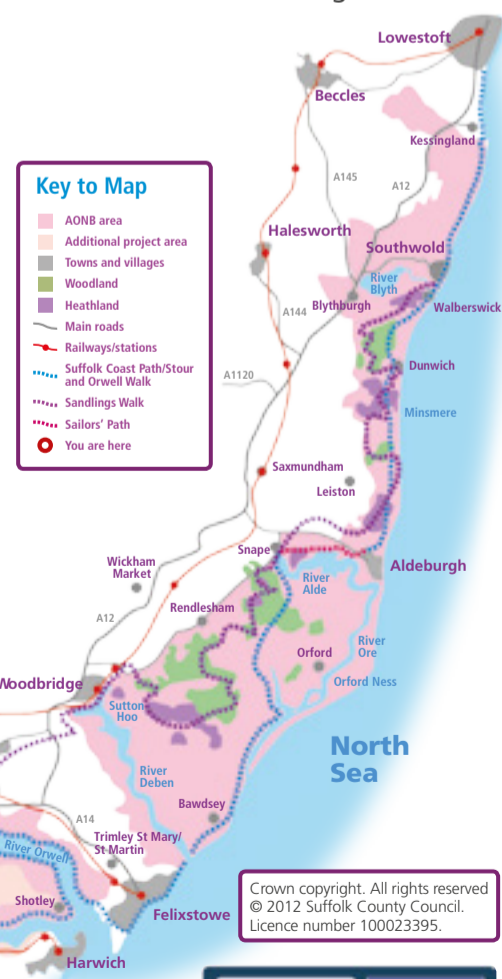 Lowestoft
Beccles
Kessingland
A145
A12
Halesworth
Southwold
River
Blyth
Blythburgh
Walberswick
A144
Dunwich
A1120
Minsmere
Key to Map
AONB area
Additional project area
Towns and villages
Woodland
Heathland
Main roads
Railways/stations
Suffolk Coast Path/Stour
and Orwell Walk
Sandlings Walk
Sailors' Path
You are here
Saxmundham
Leiston
Snape
Aldeburgh
Wickham
Market
River
Alde
Rendlesham
A12
River
Ore
Orford
Woodbridge
Orford Ness
Sutton
Hoo
North
Sea
River
Deben
Bawdsey
A14
Trimley St Mary/
St Martin
River Orwell
Shotley
Felixstowe
Harwich
Crown copyright. All rights reserved
© 2012 Suffolk County Council.
Licence number 100023395.